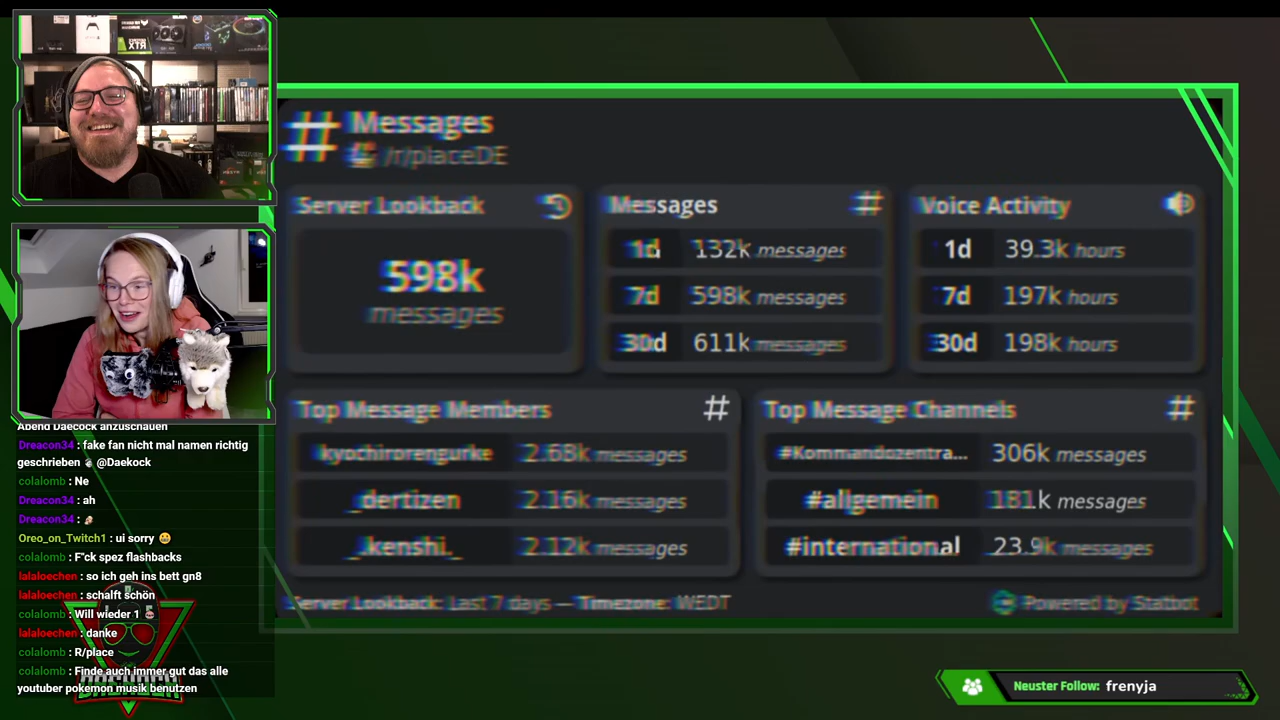 Messages
/r/placeDE
Server Lookback
598k
messages
Messages
1d 132k messages
7d 598k messages
30d 611k messages
Voice Activity
1d 39.3k hours
7d 197k hours
30d 198k hours
Top Message Members
kyochirorengurke 2.68k messages
_dertizen 2.16k messages
_.kenshi._ 2.12k messages
Top Message Channels
#Kommandozentra... 306k messages
#allgemein 181k messages
#international 23.9k messages
Server Lookback: Last 7 days — Timezone: WEDT
Powered by Statbot
Abend Daecock anzuschauen
Dreacon34 : fake fan nicht mal namen richtig
geschrieben @Daekock
colalomb : Ne
Dreacon34 : ah
Dreacon34 :
Oreo_on_Twitch1 : ui sorry 😅
colalomb : F*ck spez flashbacks
lalaloechen : so ich geh ins bett gn8
lalaloechen : schalft schön
colalomb : Will wieder 1
lalaloechen : danke
colalomb : R/place
colalomb : Finde auch immer gut das alle
youtuber pokemon musik benutzen
Neuster Follow: frenyja